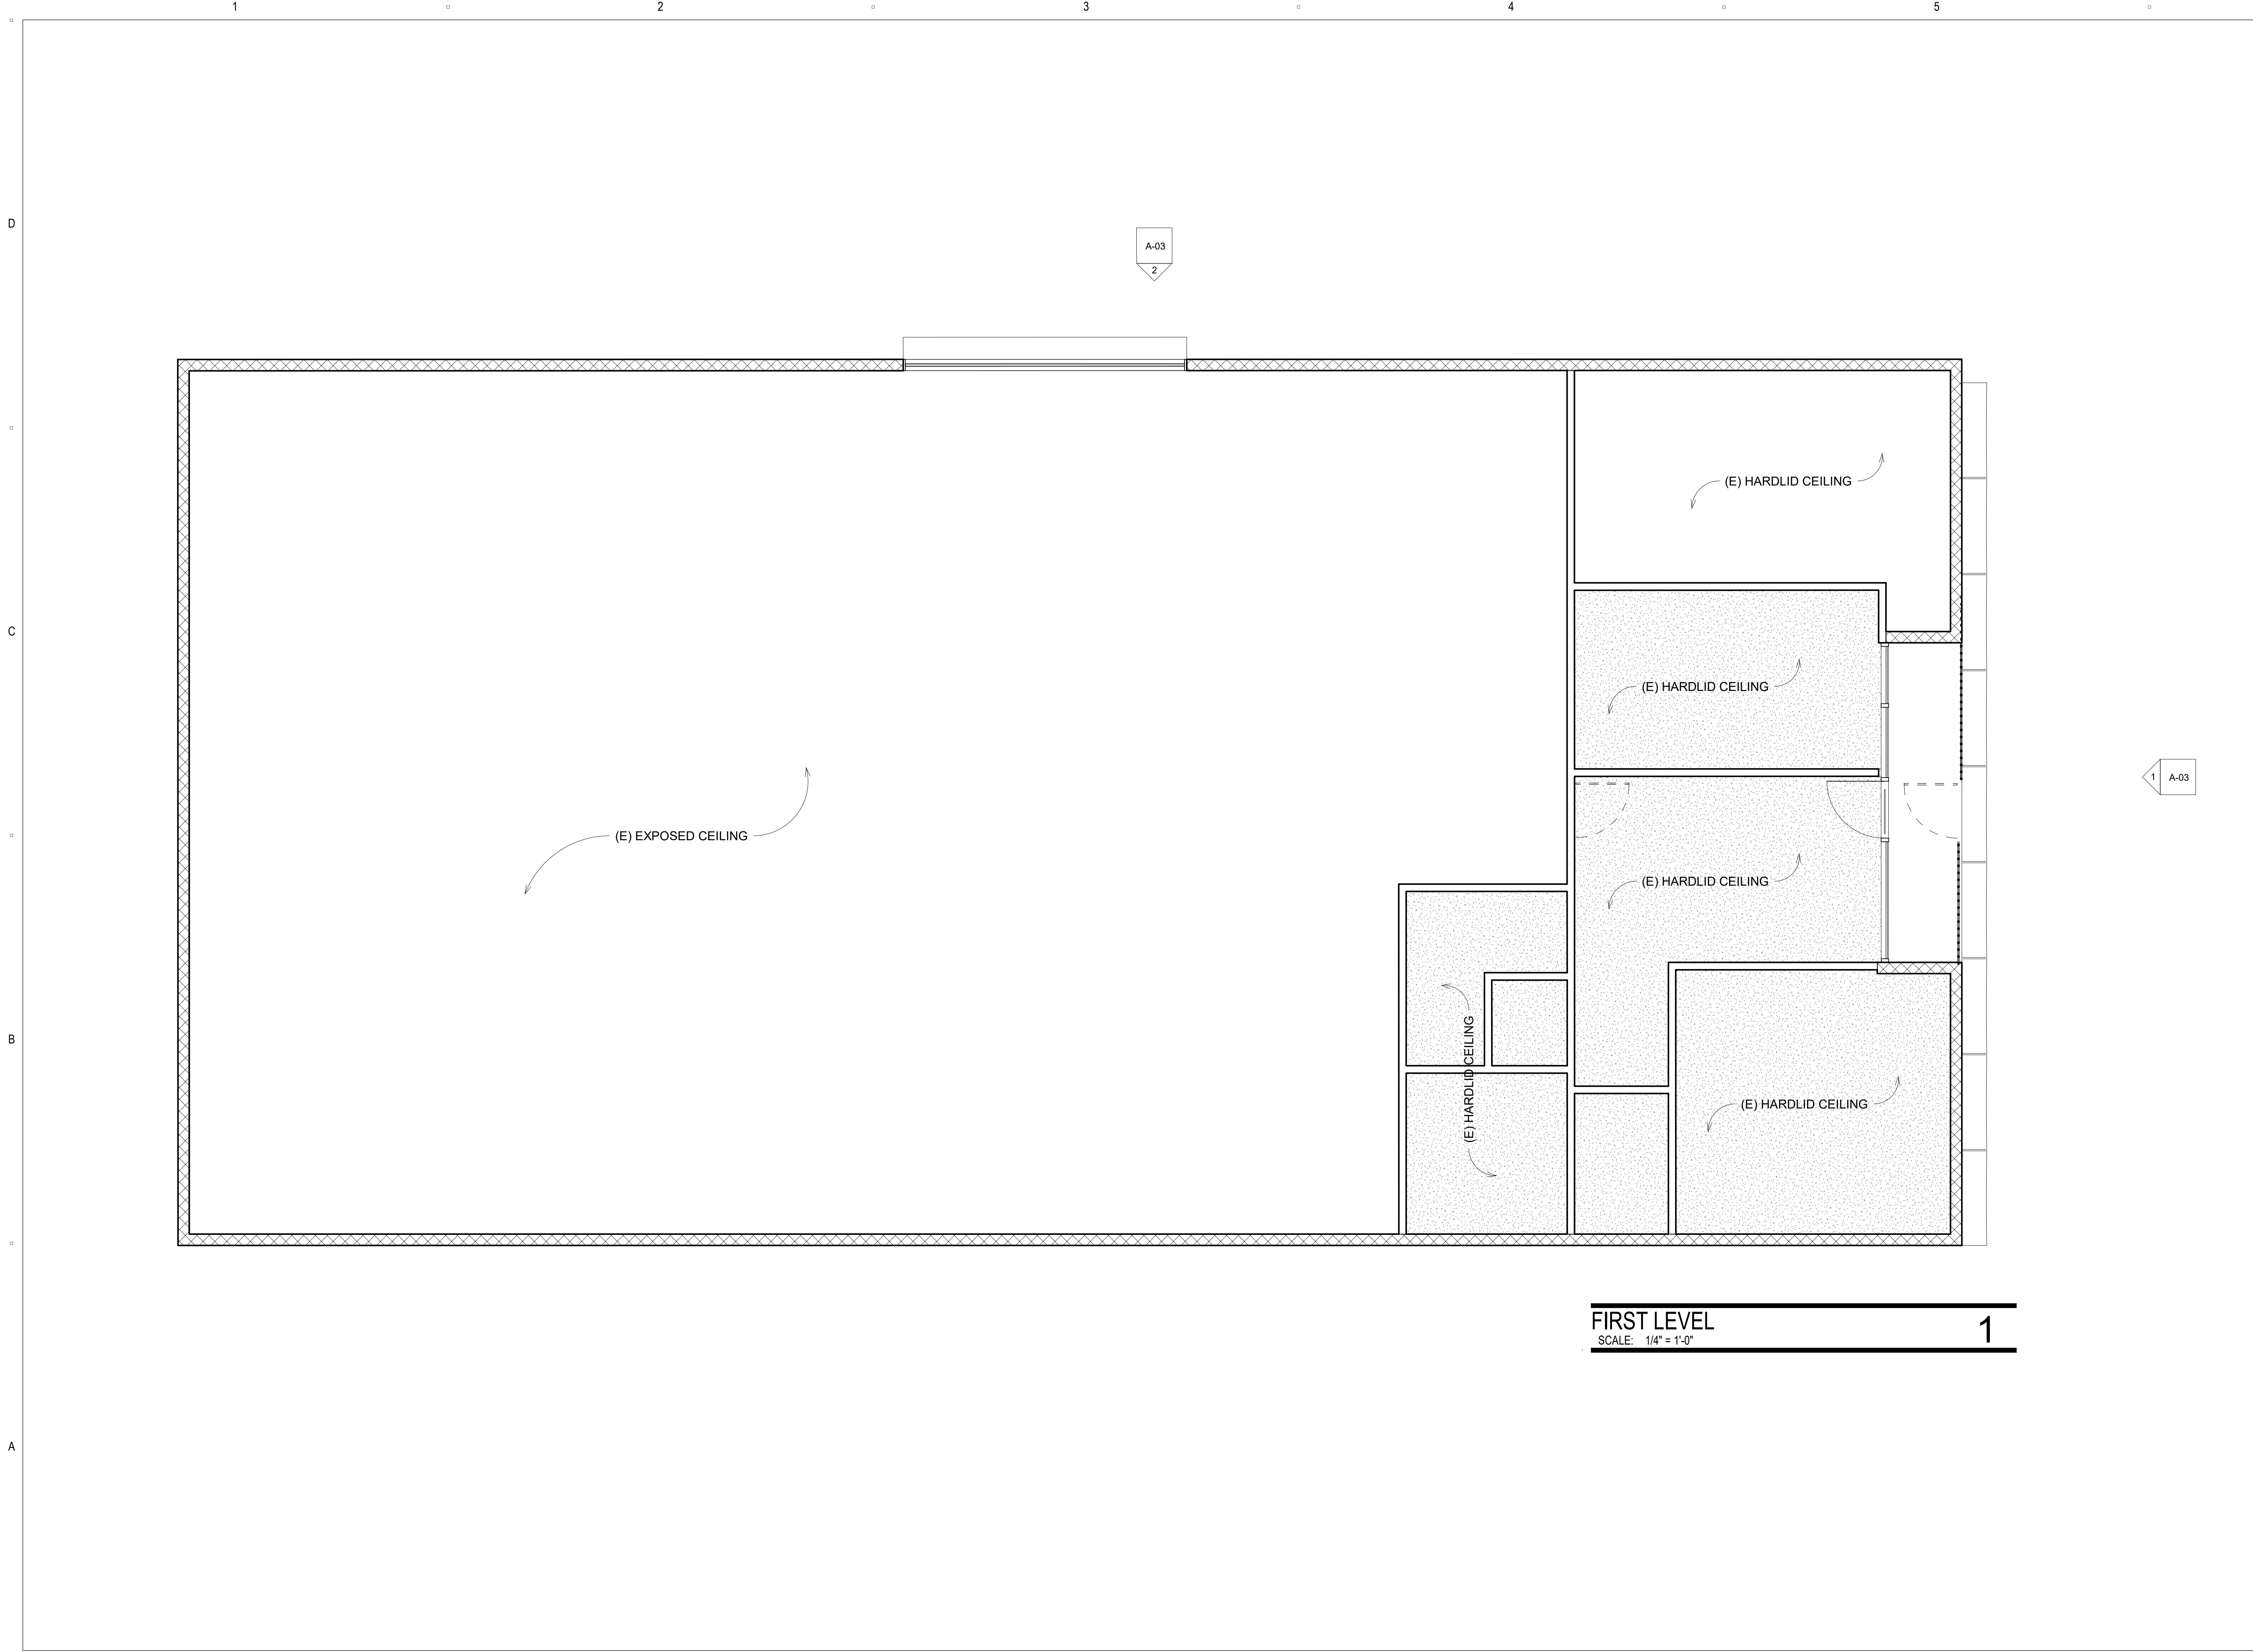 1 2 3 4 5
D
A-03
2
(E) HARDLID CEILING
C
(E) HARDLID CEILING
1 A-03
(E) EXPOSED CEILING
(E) HARDLID CEILING
B
(E) HARDLID CEILING
(E) HARDLID CEILING
FIRST LEVEL
1
SCALE: 1/4" = 1'-0"
A